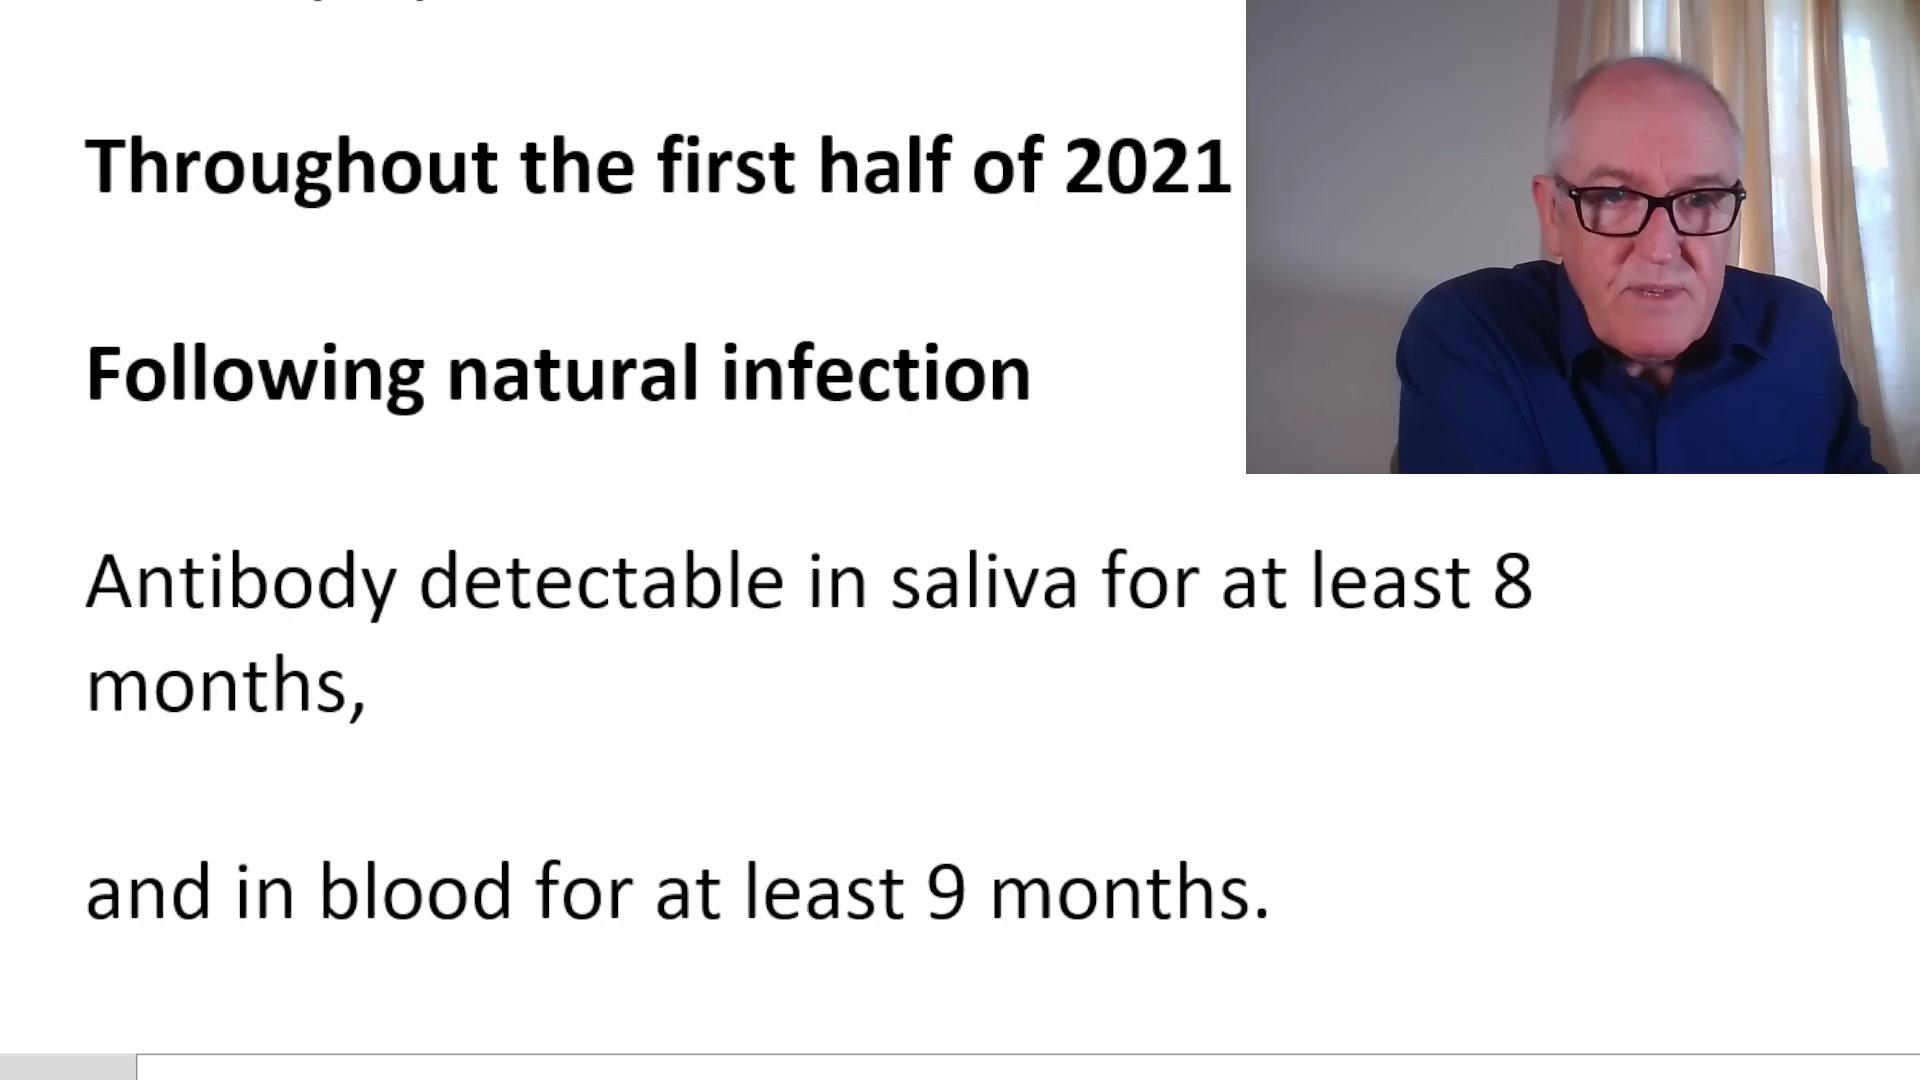 Throughout the first half of 2021
Following natural infection
Antibody detectable in saliva for at least 8
months,
and in blood for at least 9 months.